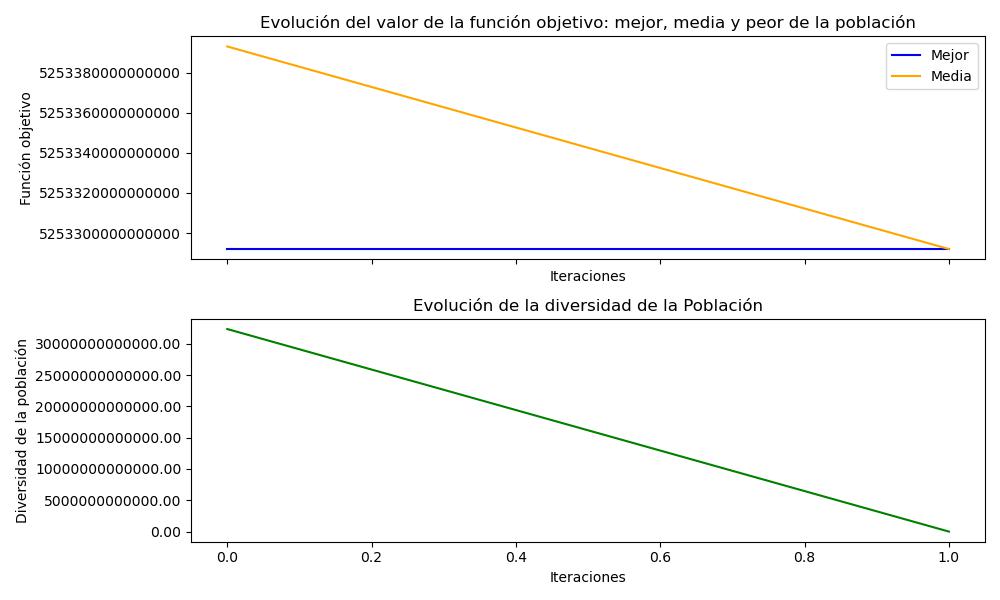 Evolución del valor de la función objetivo: mejor, media y peor de la población
Función objetivo
5253380000000000
5253360000000000
5253340000000000
5253320000000000
5253300000000000
Mejor
Media
Iteraciones
Evolución de la diversidad de la Población
Diversidad de la población
30000000000000.00
25000000000000.00
20000000000000.00
15000000000000.00
10000000000000.00
5000000000000.00
0.00
0.0 0.2 0.4 0.6 0.8 1.0
Iteraciones